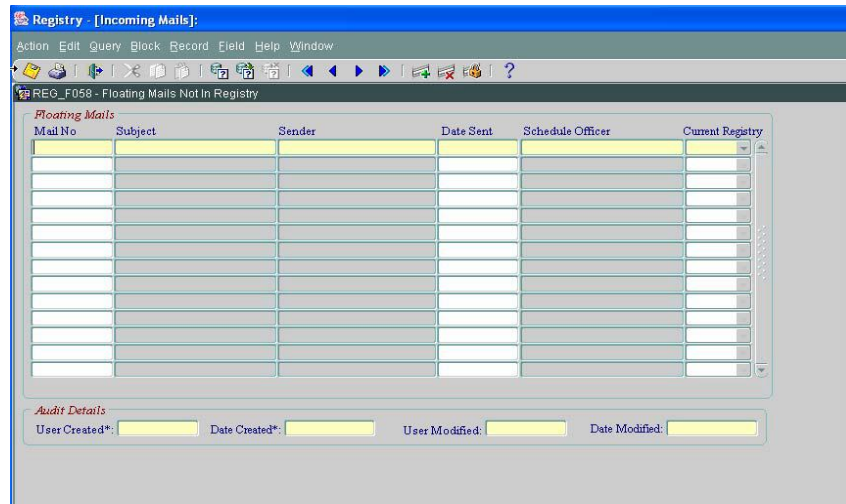 Registry - [Incoming Mails]:
Action Edit Query Block Record Field Help Window
REG_F058 - Floating Mails Not In Registry
Floating Mails
Mail No Subject Sender Date Sent Schedule Officer Current Registry
Audit Details
User Created*: Date Created*: User Modified: Date Modified: